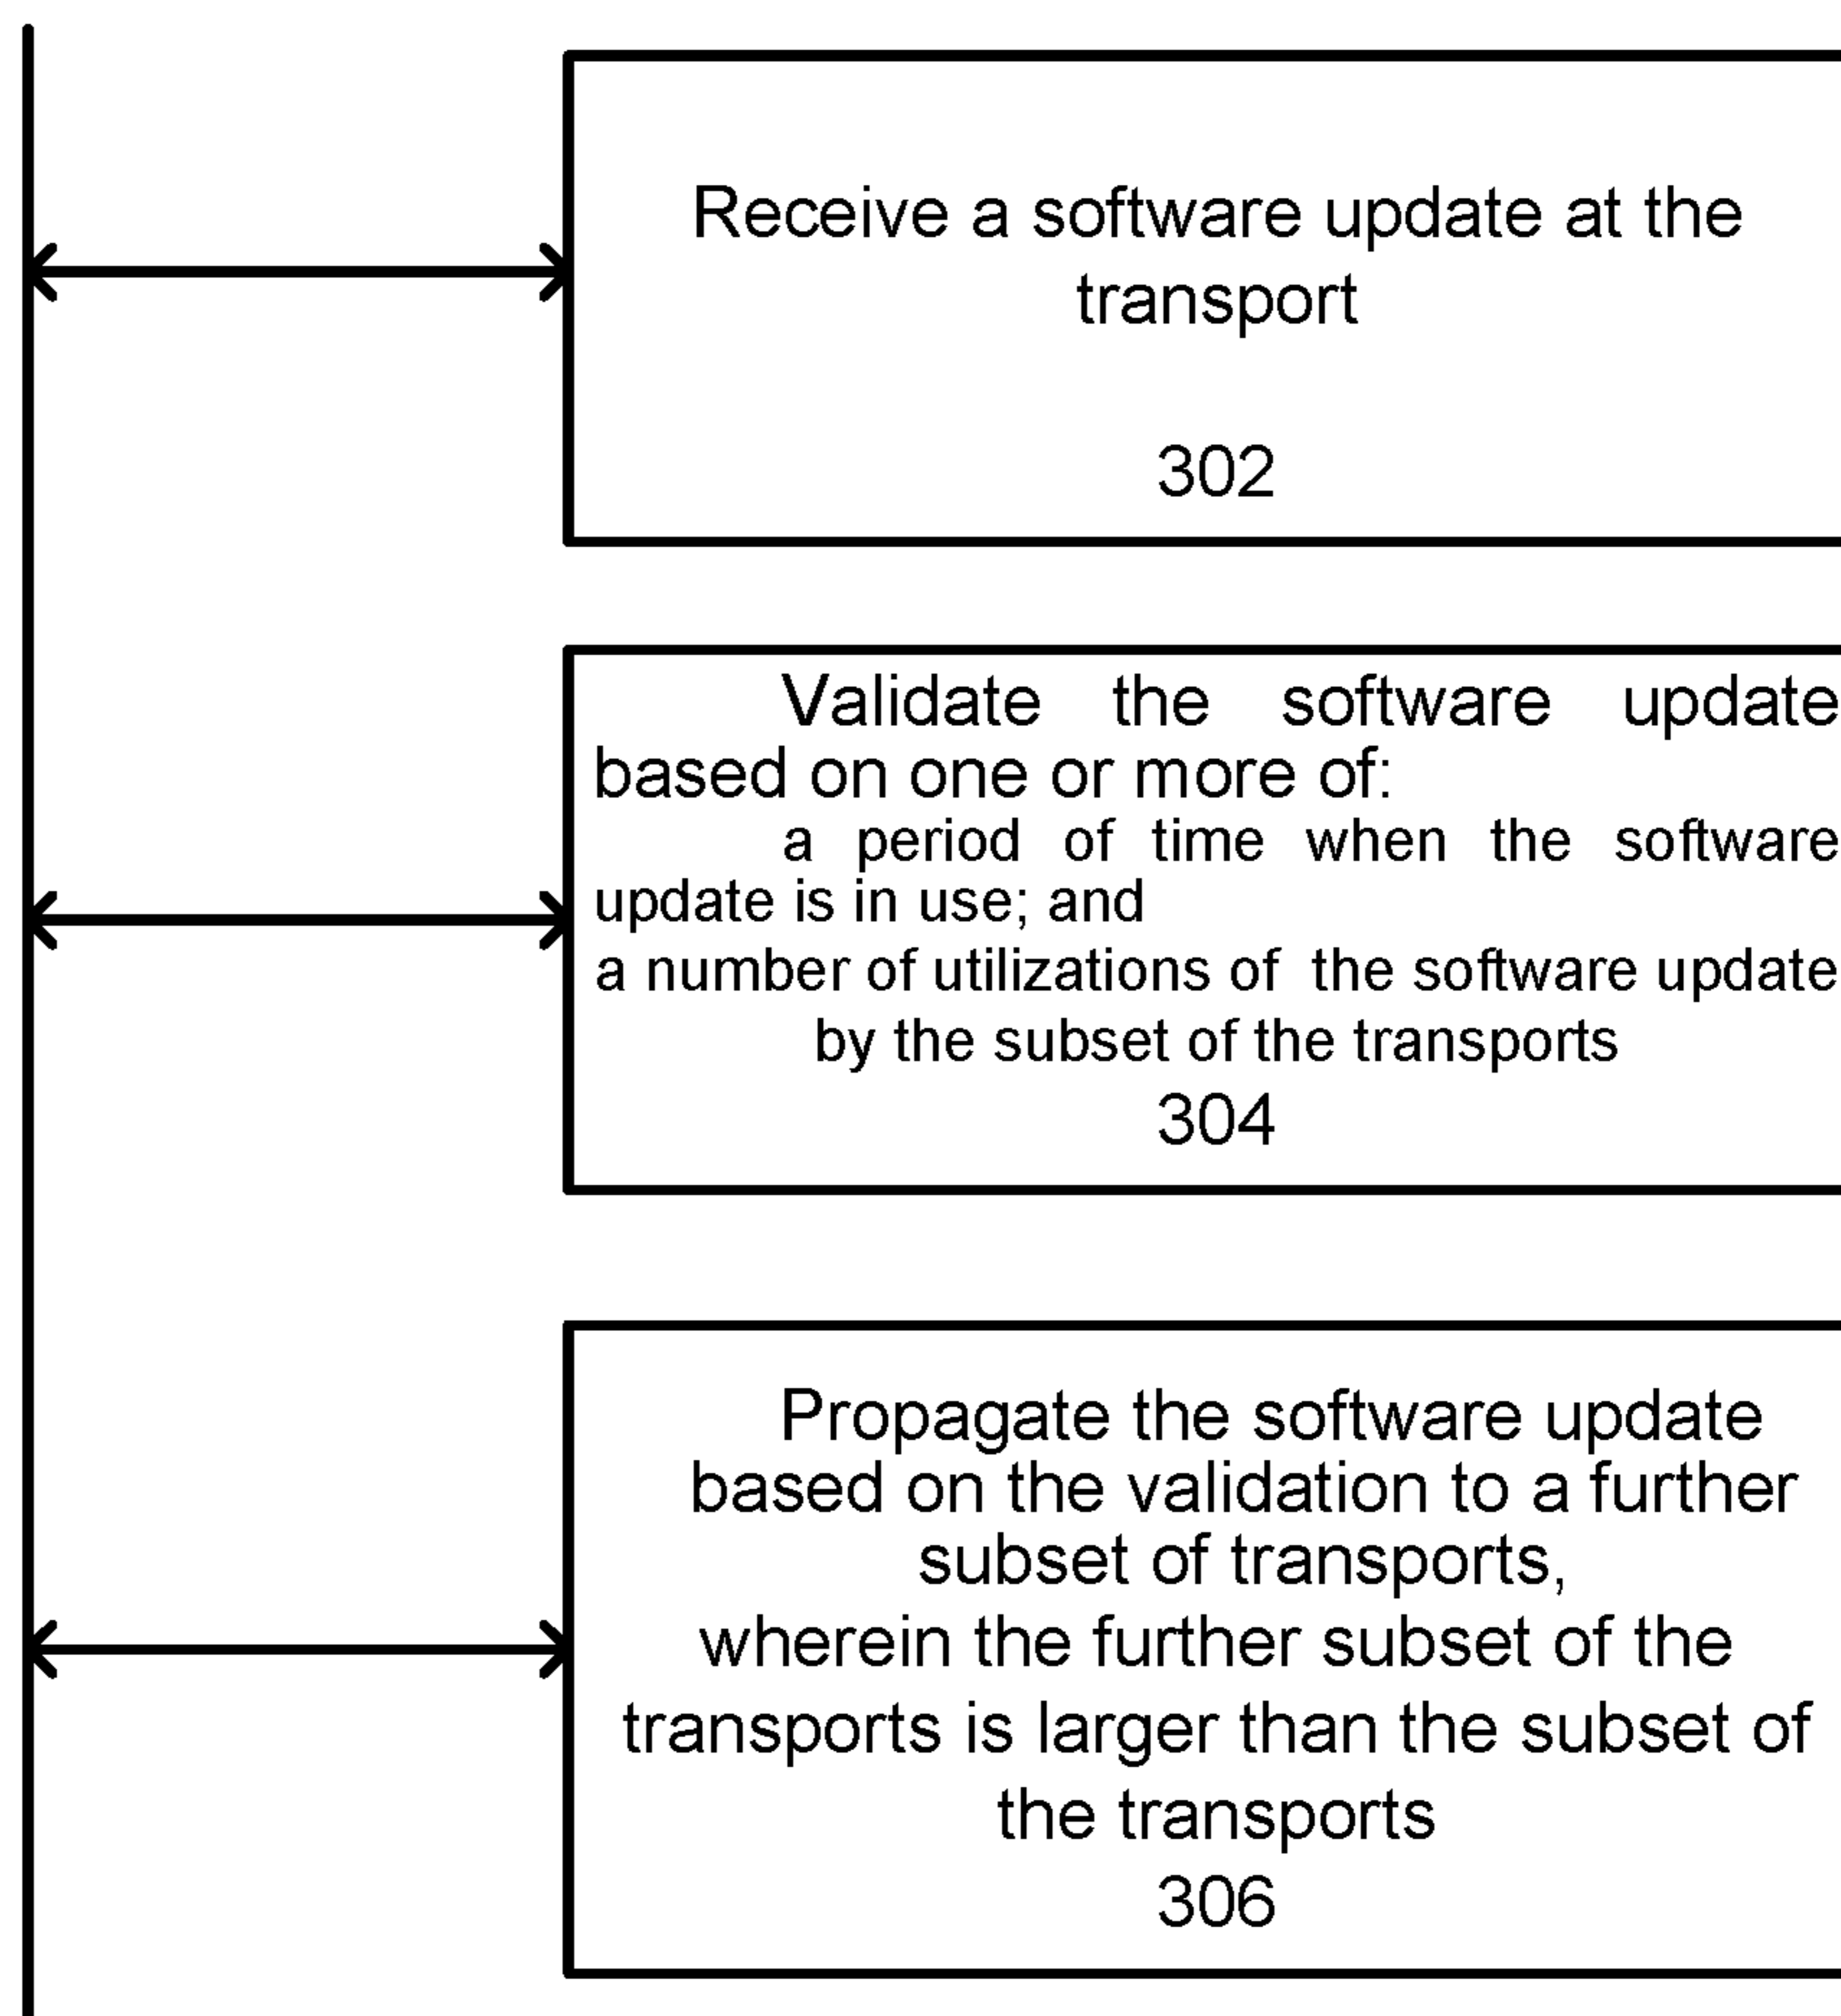 Receive a software update at the
transport
302
Validate the software update
based on one or more of:
a period of time when the software
update is in use; and
a number of utilizations of the software update
by the subset of the transports
304
Propagate the software update
based on the validation to a further
subset of transports,
wherein the further subset of the
transports is larger than the subset of
the transports
306